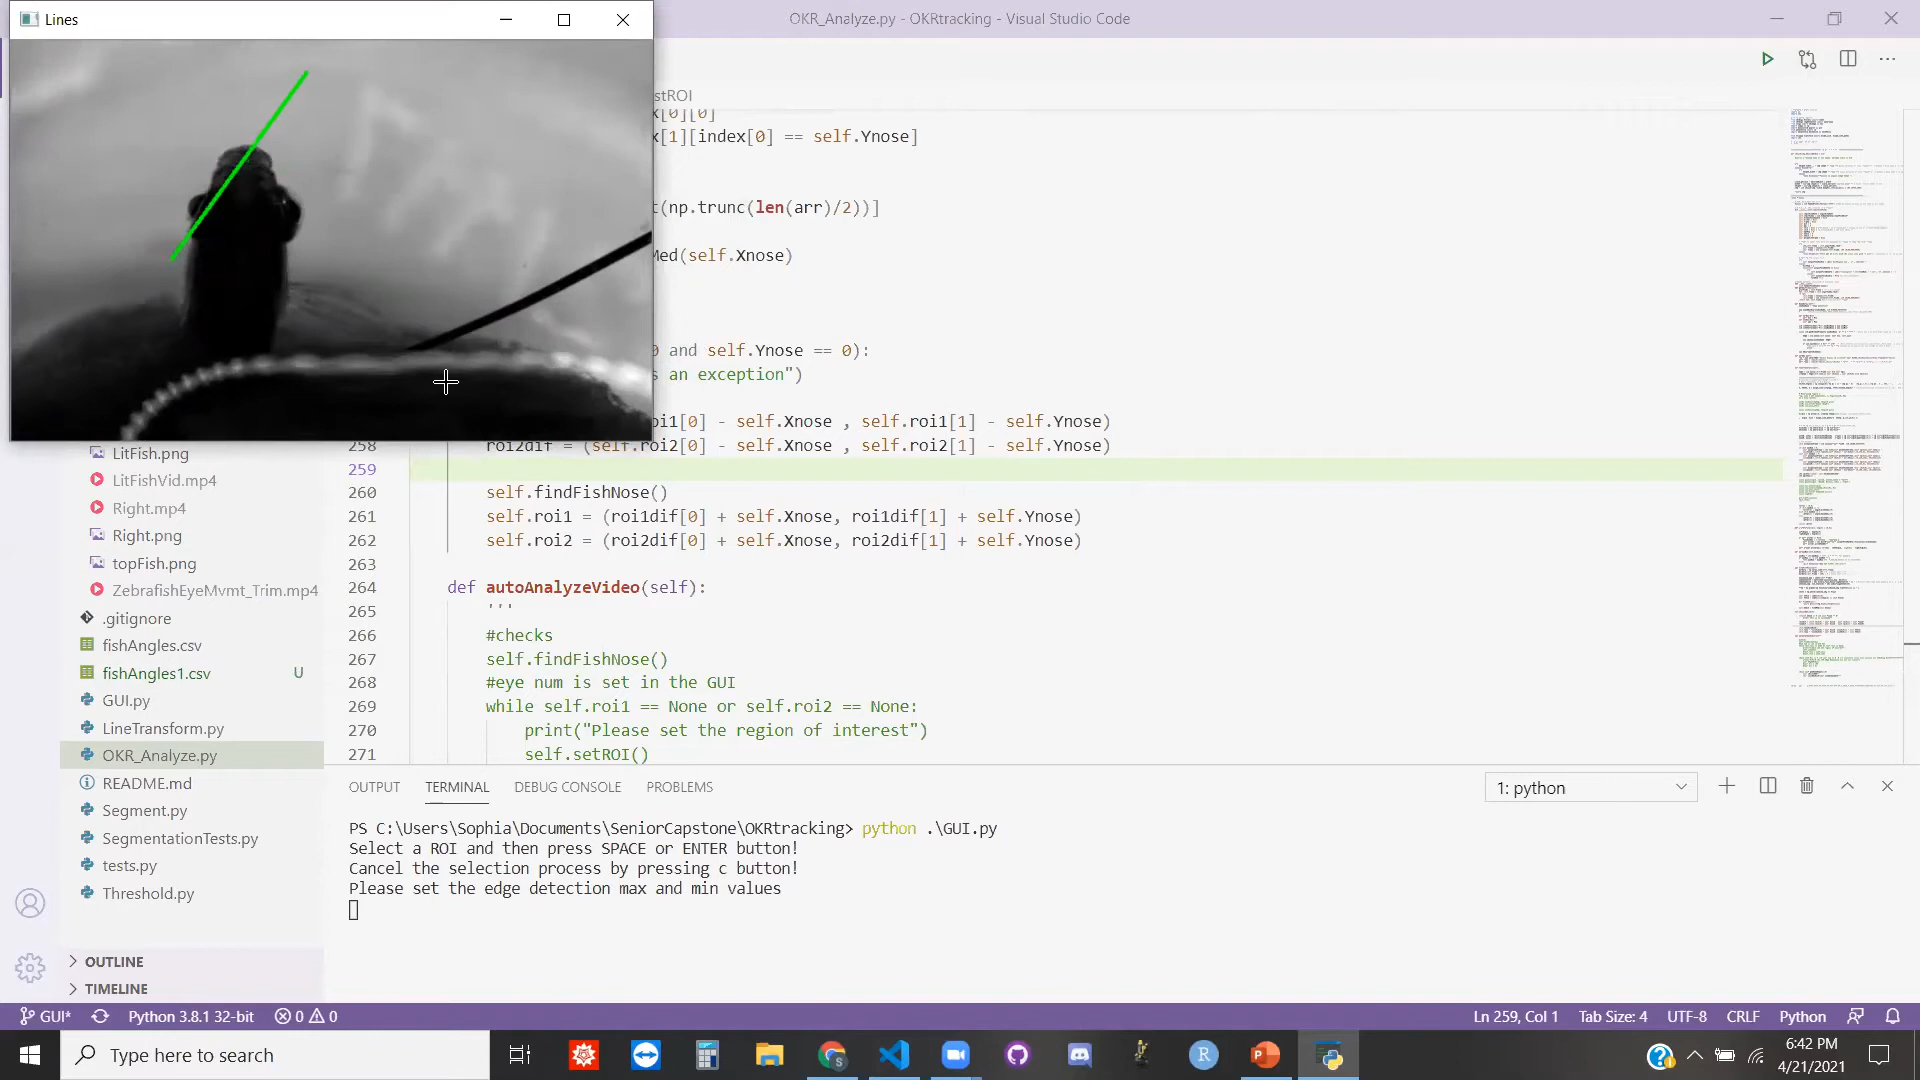 Lines
OKR_Analyze.py - OKRtracking - Visual Studio Code
stROI
x[0][0]
x[1][index[0] == self.Ynose]
t(np.trunc(len(arr)/2))]
Med(self.Xnose)
0 and self.Ynose == 0):
s an exception")
oi1[0] - self.Xnose , self.roi1[1] - self.Ynose)
258 roi2dif = (self.roi2[0] - self.Xnose , self.roi2[1] - self.Ynose)
259
260 self.findFishNose()
261 self.roi1 = (roi1dif[0] + self.Xnose, roi1dif[1] + self.Ynose)
262 self.roi2 = (roi2dif[0] + self.Xnose, roi2dif[1] + self.Ynose)
263
264 def autoAnalyzeVideo(self):
265 '''
266 #checks
267 self.findFishNose()
268 #eye num is set in the GUI
269 while self.roi1 == None or self.roi2 == None:
270 print("Please set the region of interest")
271 self.setROI()
LitFish.png
LitFishVid.mp4
Right.mp4
Right.png
topFish.png
ZebrafishEyeMvmt_Trim.mp4
.gitignore
fishAngles.csv
fishAngles1.csv U
GUI.py
LineTransform.py
OKR_Analyze.py
README.md
Segment.py
SegmentationTests.py
tests.py
Threshold.py
OUTLINE
TIMELINE
OUTPUT TERMINAL DEBUG CONSOLE PROBLEMS
1: python
PS C:\Users\Sophia\Documents\SeniorCapstone\OKRtracking> python .\GUI.py
Select a ROI and then press SPACE or ENTER button!
Cancel the selection process by pressing c button!
Please set the edge detection max and min values
GUI* Python 3.8.1 32-bit 0 0
Ln 259, Col 1 Tab Size: 4 UTF-8 CRLF Python
Type here to search
6:42 PM
4/21/2021